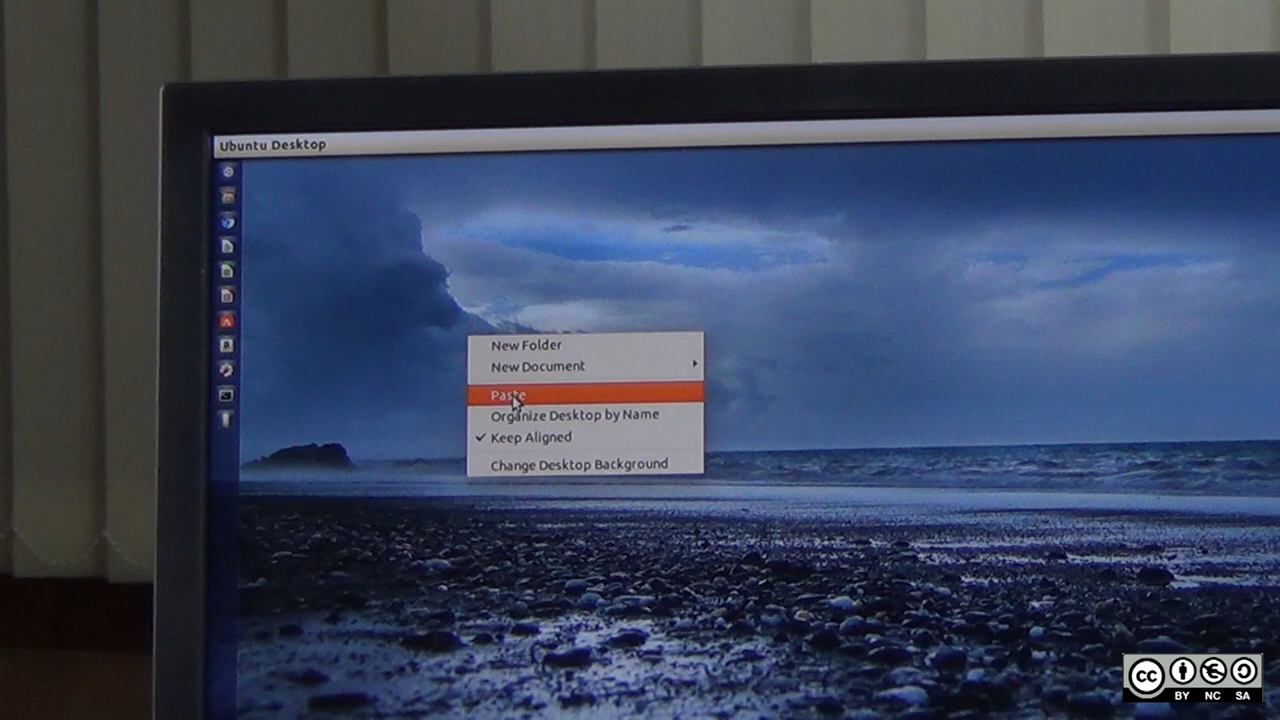 Ubuntu Desktop
New Folder
New Document
Paste
Organize Desktop by Name
Keep Aligned
Change Desktop Background
cc
BY NC SA